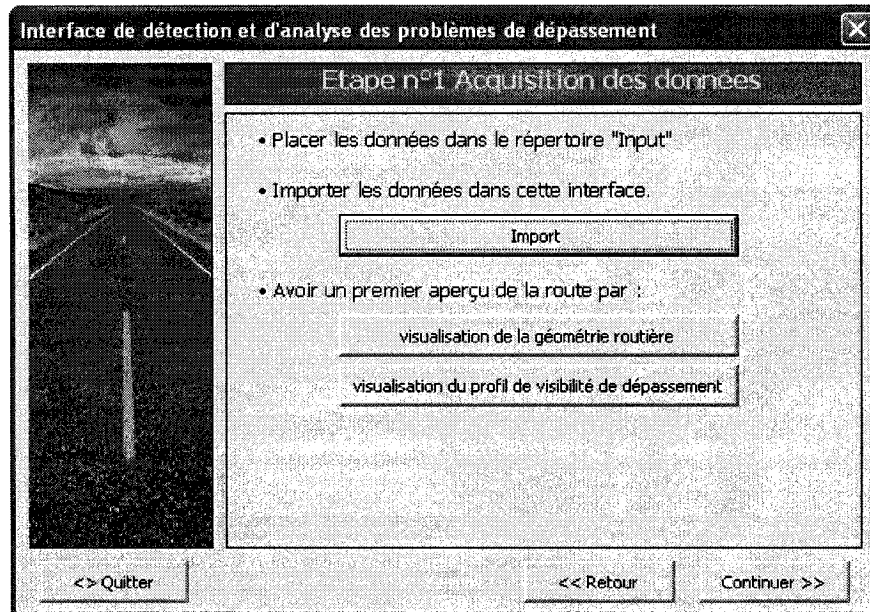 Interface de détection et d'analyse des problèmes de dépassement
Etape n°1 Acquisition des données
• Placer les données dans le répertoire "Input"
• Importer les données dans cette interface.
Import
• Avoir un premier aperçu de la route par :
visualisation de la géométrie routière
visualisation du profil de visibilité de dépassement
<> Quitter
<< Retour
Continuer >>